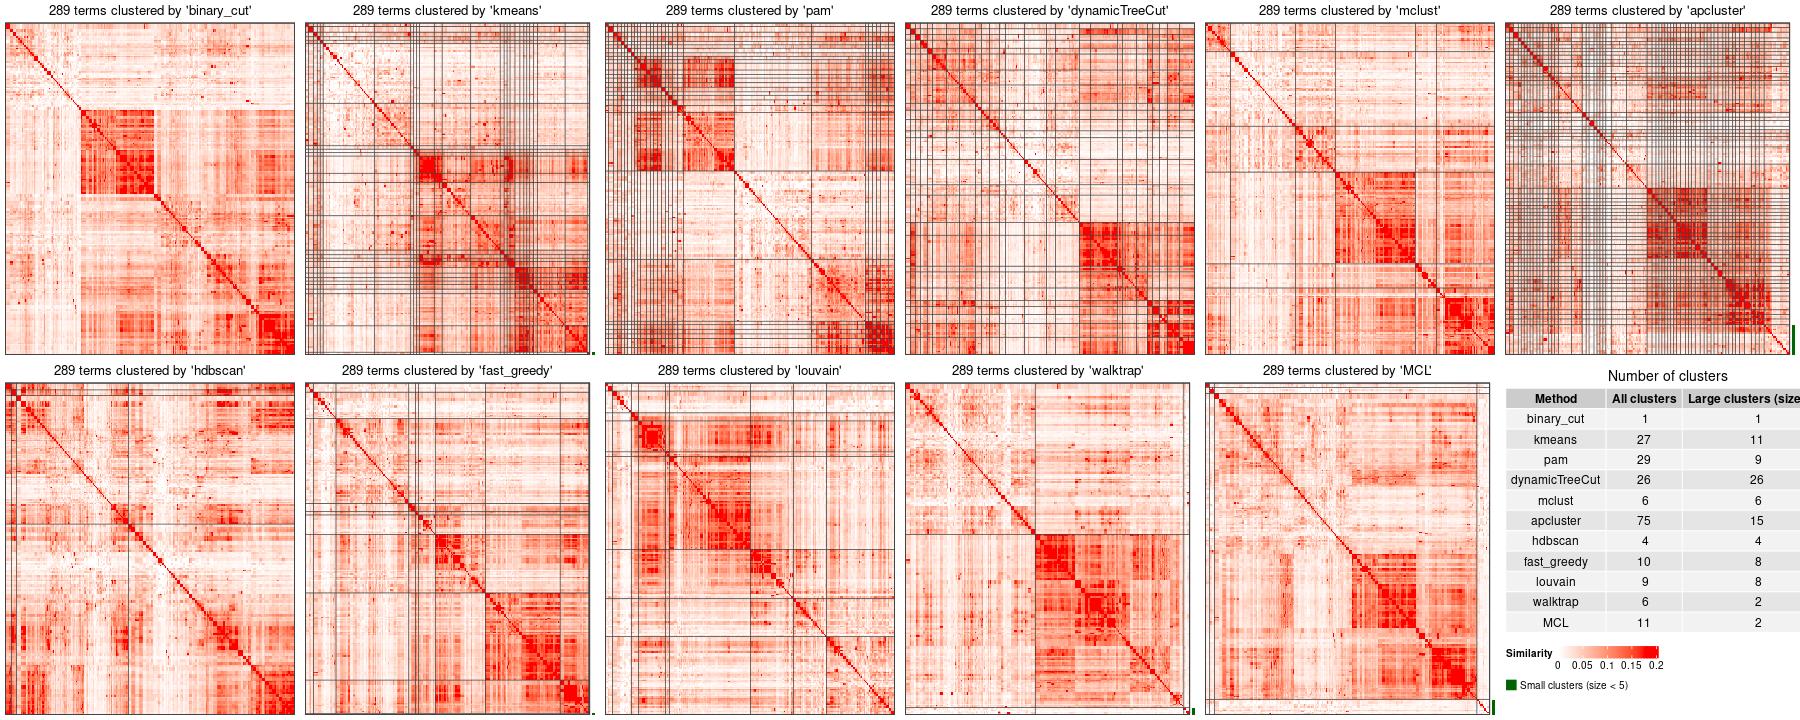 289 terms clustered by 'binary_cut'
289 terms clustered by 'kmeans'
289 terms clustered by 'pam'
289 terms clustered by 'dynamicTreeCut'
289 terms clustered by 'mclust'
289 terms clustered by 'apcluster'
289 terms clustered by 'hdbscan'
289 terms clustered by 'fast_greedy'
289 terms clustered by 'louvain'
289 terms clustered by 'walktrap'
289 terms clustered by 'MCL'
Number of clusters
Method All clusters Large clusters (size
binary_cut 1 1
kmeans 27 11
pam 29 9
dynamicTreeCut 26 26
mclust 6 6
apcluster 75 15
hdbscan 4 4
fast_greedy 10 8
louvain 9 8
walktrap 6 2
MCL 11 2
Similarity
0 0.05 0.1 0.15 0.2
Small clusters (size < 5)